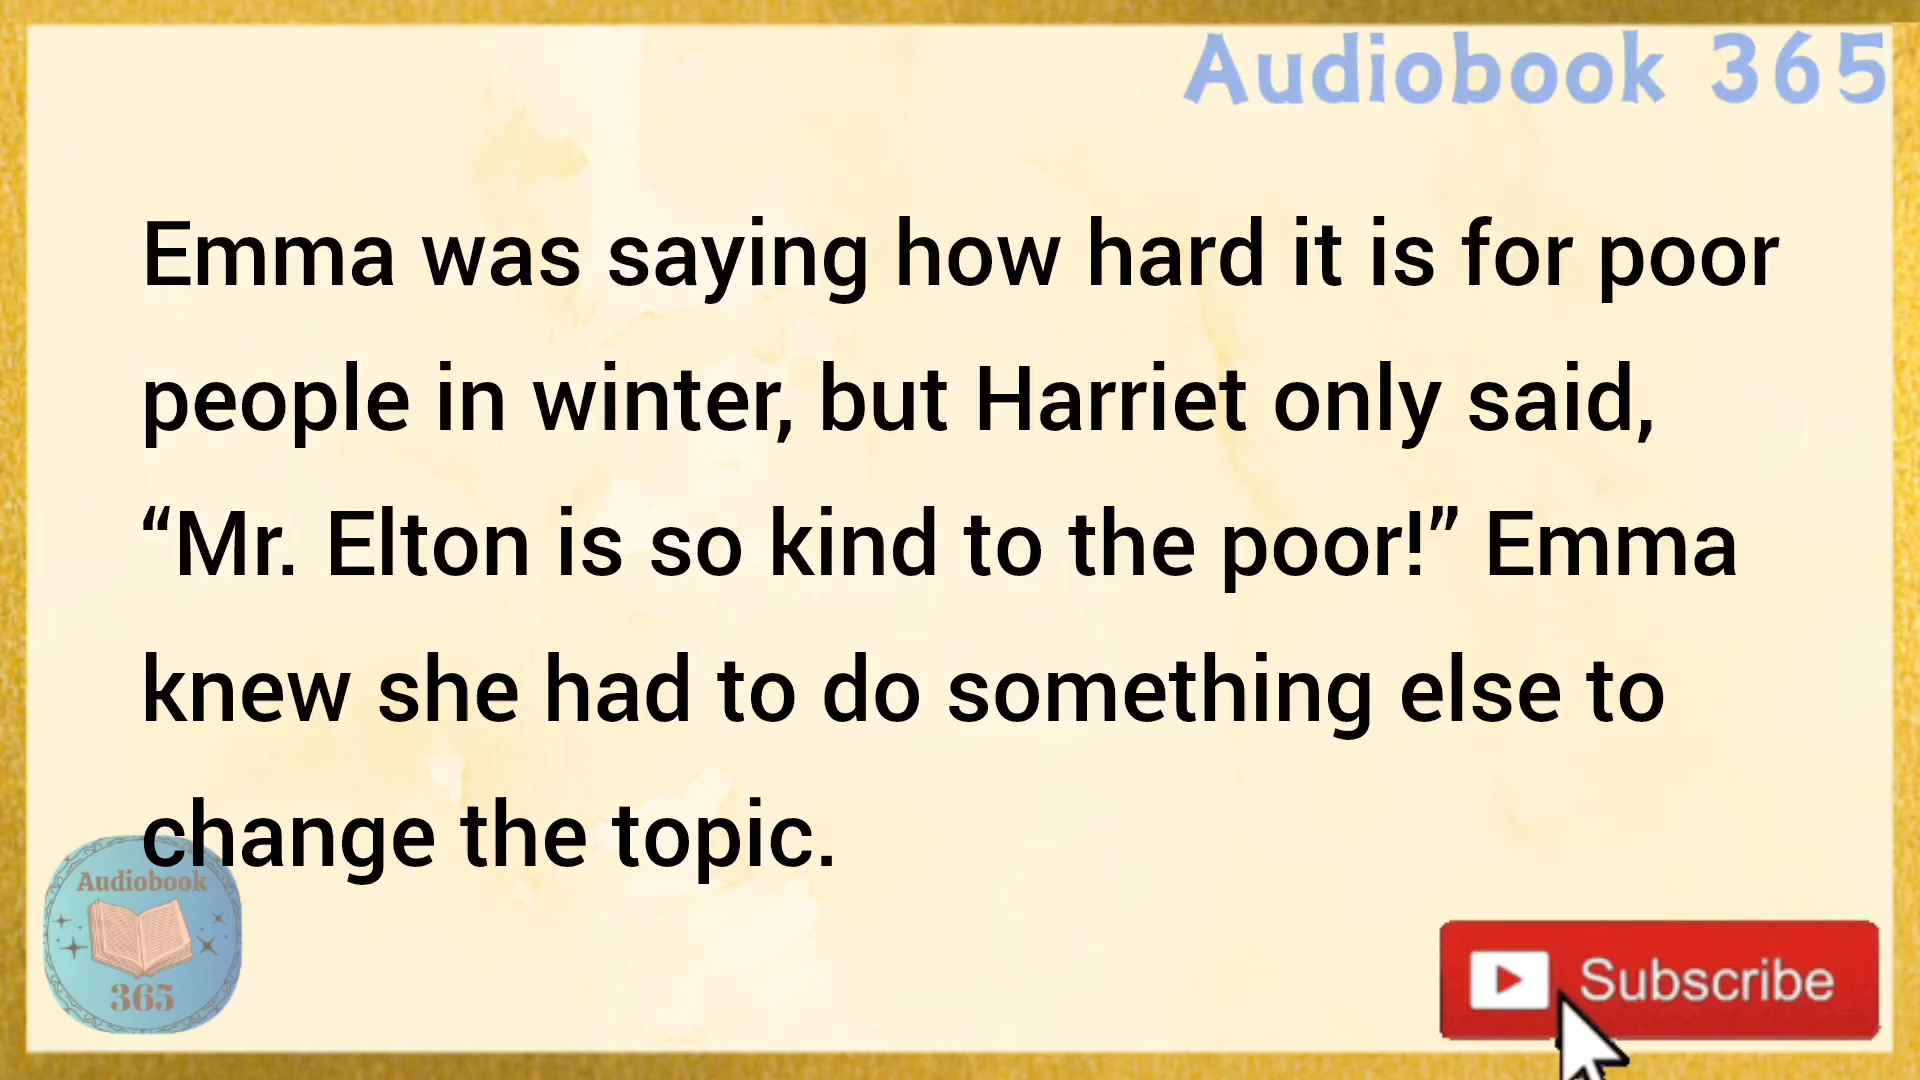 Audiobook 365
Emma was saying how hard it is for poor
people in winter, but Harriet only said,
“Mr. Elton is so kind to the poor!” Emma
knew she had to do something else to
change the topic.
Audiobook
365
Subscribe